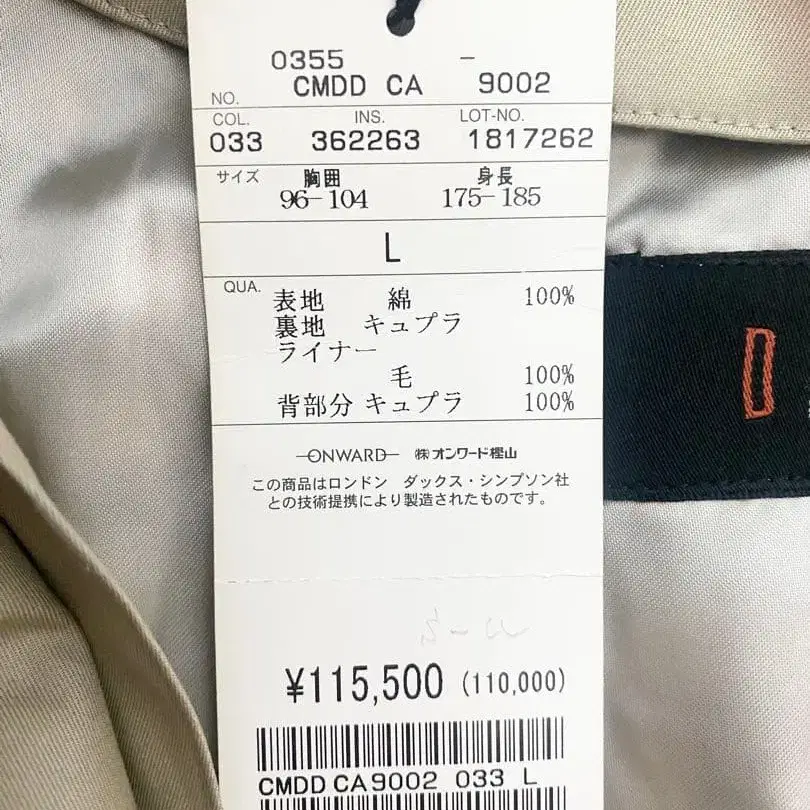 0355 -
NO. CMDD CA 9002
COL. INS. LOT-NO.
033 362263 1817262
サイズ 胸囲 身長
96-104 175-185
L
QUA. 表地 綿 100%
裏地 キュプラ
ライナー
毛 100%
背部分 キュプラ 100%
ONWARD ㈱オンワード樫山
この商品はロンドン ダックス・シンプソン社
との技術提携により製造されたものです。
¥115,500 (110,000)
CMDD CA9002 033 L
D